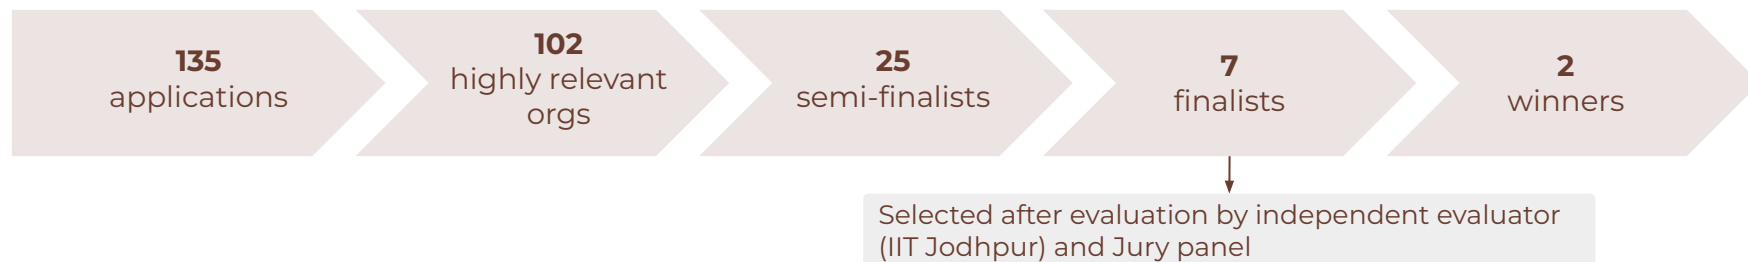 135
applications
102
highly relevant
orgs
25
semi-finalists
7
finalists
2
winners
Selected after evaluation by independent evaluator
(IIT Jodhpur) and Jury panel